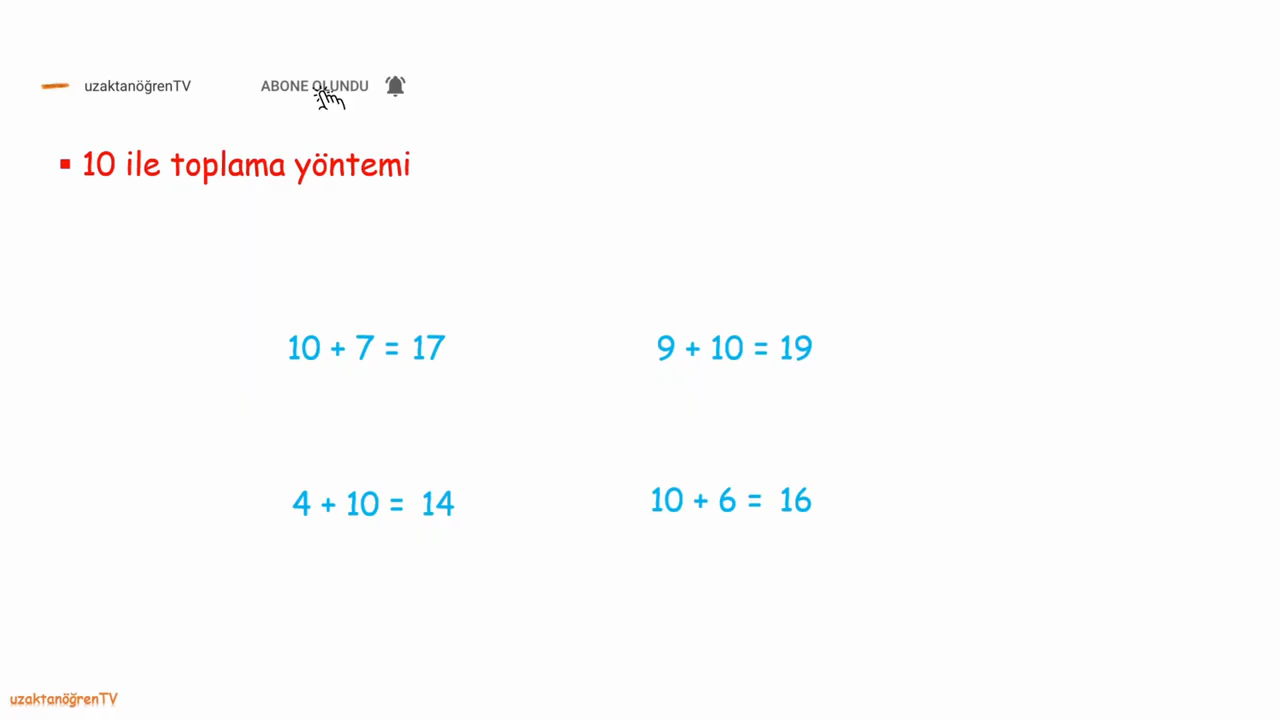 uzaktanöğrenTV ABONE OLUNDU
▪ 10 ile toplama yöntemi
10 + 7 = 17 9 + 10 = 19
4 + 10 = 14 10 + 6 = 16
uzaktanöğrenTV